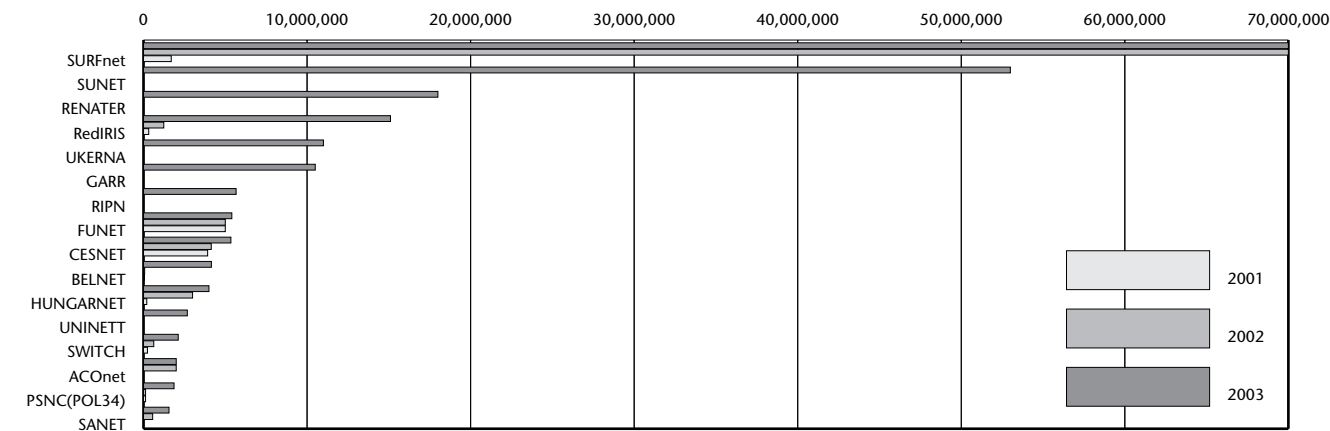 0 10,000,000 20,000,000 30,000,000 40,000,000 50,000,000 60,000,000 70,000,000
SURFnet
SUNET
RENATER
RedIRIS
UKERNA
GARR
RIPN
FUNET
CESNET
BELNET
HUNGARNET
UNINETT
SWITCH
ACOnet
PSNC(POL34)
SANET
2001
2002
2003